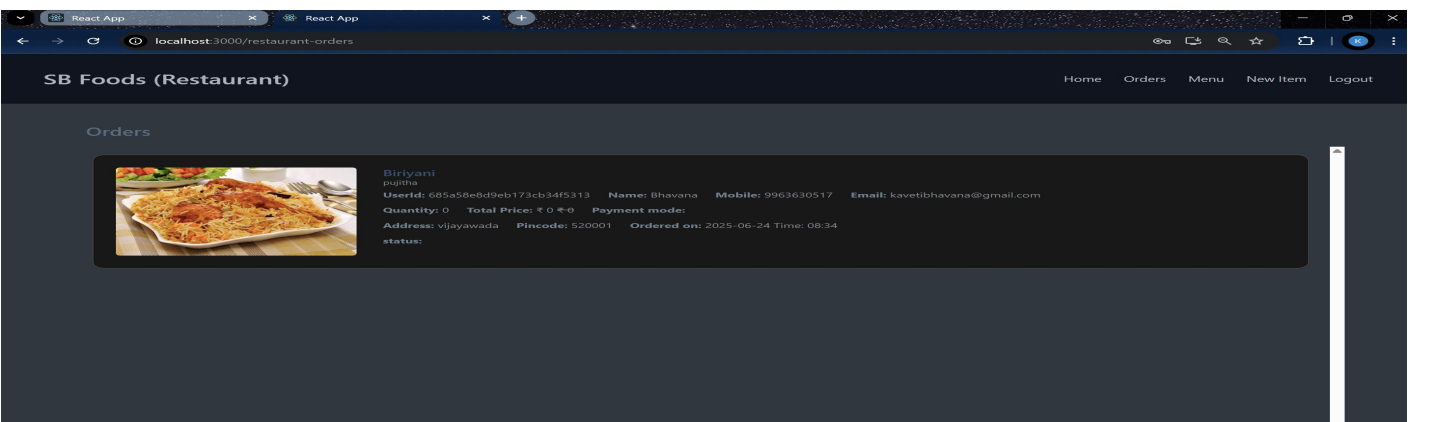 React App
React App
localhost:3000/restaurant-orders
K
SB Foods (Restaurant)
Home Orders Menu New Item Logout
Orders
Biriyani
pujitha
UserId: 685a58e8d9eb173cb34f5313 Name: Bhavana Mobile: 9963630517 Email: kavetibhavana@gmail.com
Quantity: 0 Total Price: ₹ 0 ₹ 0 Payment mode:
Address: vijayawada Pincode: 520001 Ordered on: 2025-06-24 Time: 08:34
status: